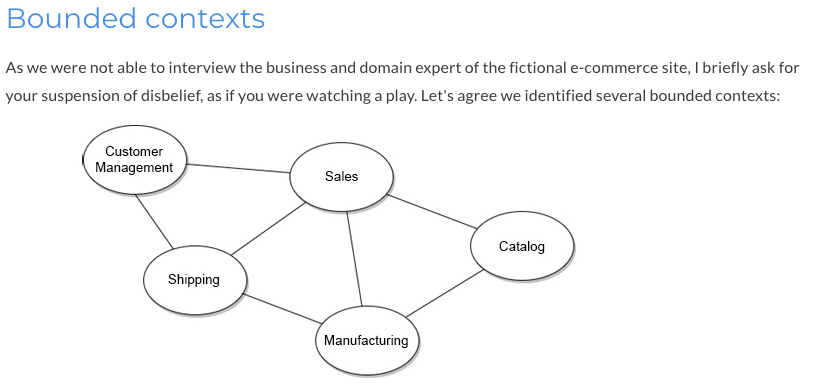 Bounded contexts
As we were not able to interview the business and domain expert of the fictional e-commerce site, I briefly ask for
your suspension of disbelief, as if you were watching a play. Let's agree we identified several bounded contexts:
Customer
Management
Sales
Catalog
Shipping
Manufacturing